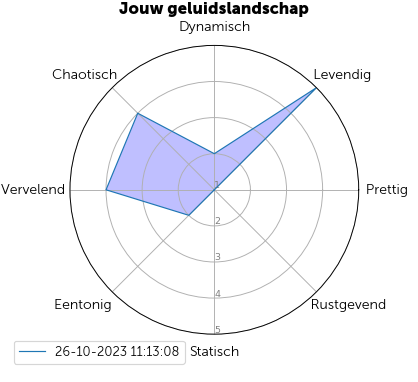 Jouw geluidslandschap
Dynamisch
Chaotisch
Levendig
Vervelend
1
Prettig
2
3
4
Eentonig
Rustgevend
5
26-10-2023 11:13:08
Statisch